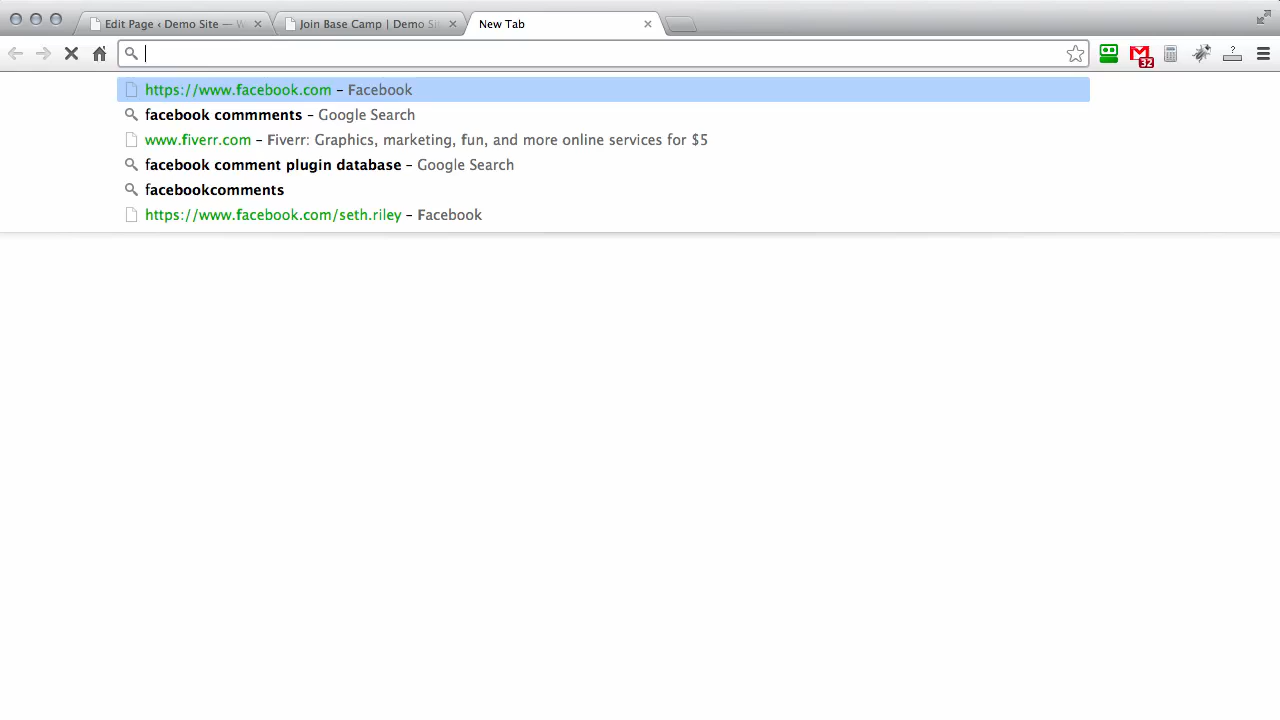 Edit Page ‹ Demo Site —
Join Base Camp | Demo Si
New Tab
32
?
https://www.facebook.com – Facebook
facebook commments – Google Search
www.fiverr.com – Fiverr: Graphics, marketing, fun, and more online services for $5
facebook comment plugin database – Google Search
facebookcomments
https://www.facebook.com/seth.riley – Facebook